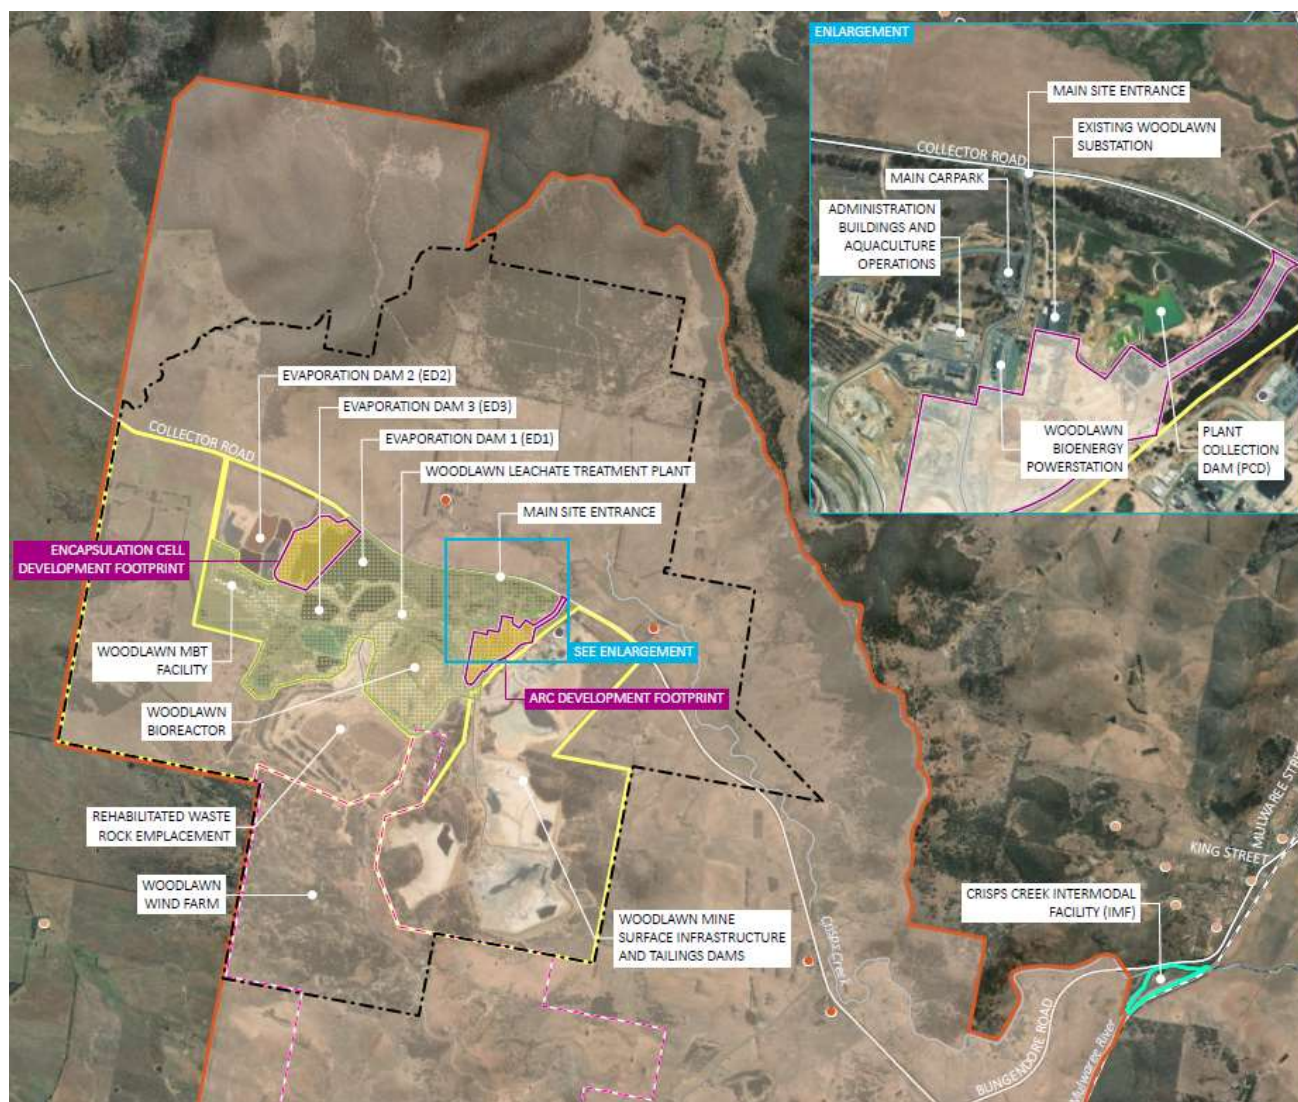 ENLARGEMENT
MAIN SITE ENTRANCE
EXISTING WOODLAWN
SUBSTATION
COLLECTOR ROAD
MAIN CARPARK
ADMINISTRATION
BUILDINGS AND
AQUACULTURE
OPERATIONS
WOODLAWN
BIOENERGY
POWERSTATION
PLANT
COLLECTION
DAM (PCD)
EVAPORATION DAM 2 (ED2)
EVAPORATION DAM 3 (ED3)
COLLECTOR ROAD
EVAPORATION DAM 1 (ED1)
WOODLAWN LEACHATE TREATMENT PLANT
MAIN SITE ENTRANCE
ENCAPSULATION CELL
DEVELOPMENT FOOTPRINT
WOODLAWN MBT
FACILITY
SEE ENLARGEMENT
ARC DEVELOPMENT FOOTPRINT
WOODLAWN
BIOREACTOR
REHABILITATED WASTE
ROCK EMPLACEMENT
WOODLAWN
WIND FARM
WOODLAWN MINE
SURFACE INFRASTRUCTURE
AND TAILINGS DAMS
Crisps Creek
MULWAREE STREET
KING STREET
CRISPS CREEK INTERMODAL
FACILITY (IMF)
BUNGENDORE ROAD
Mulwaree River